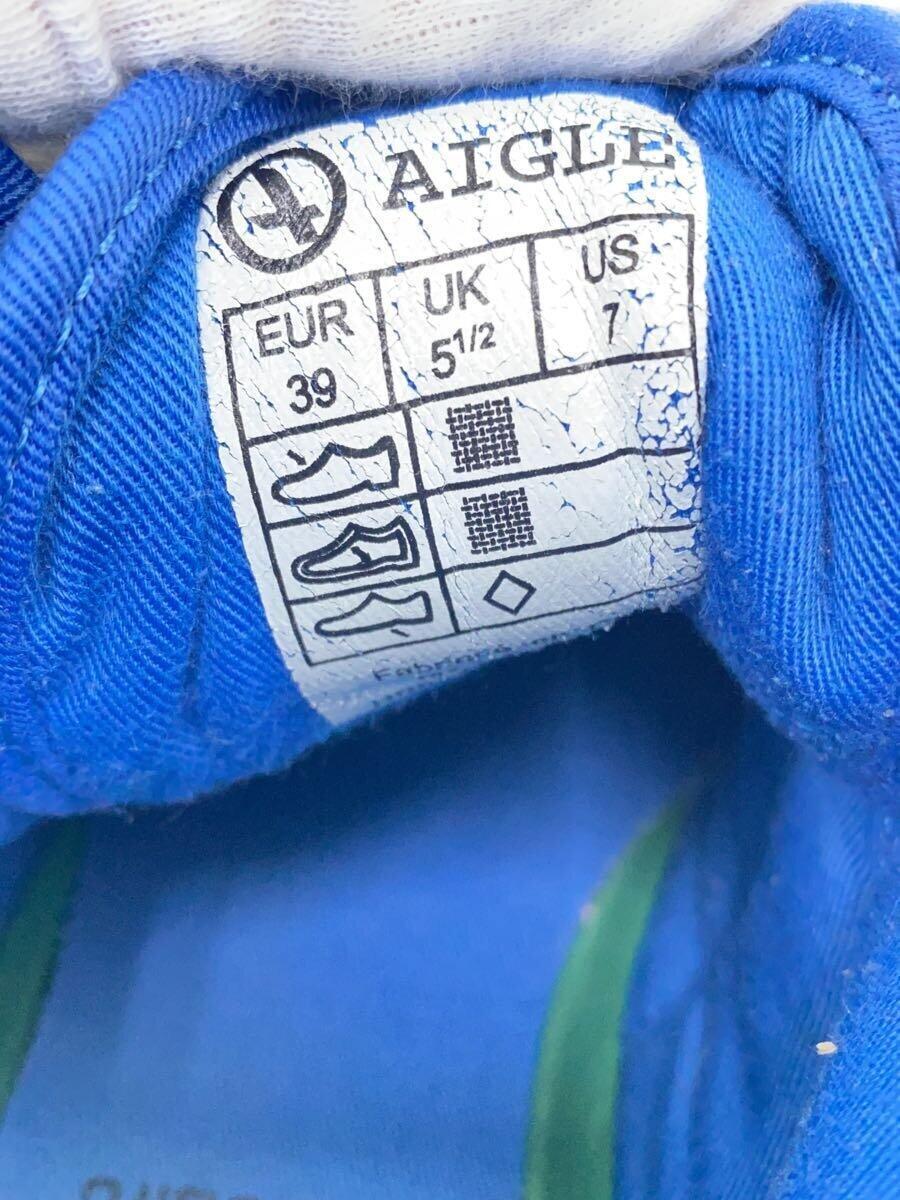 AIGLE
EUR UK US
39 5 1/2 7